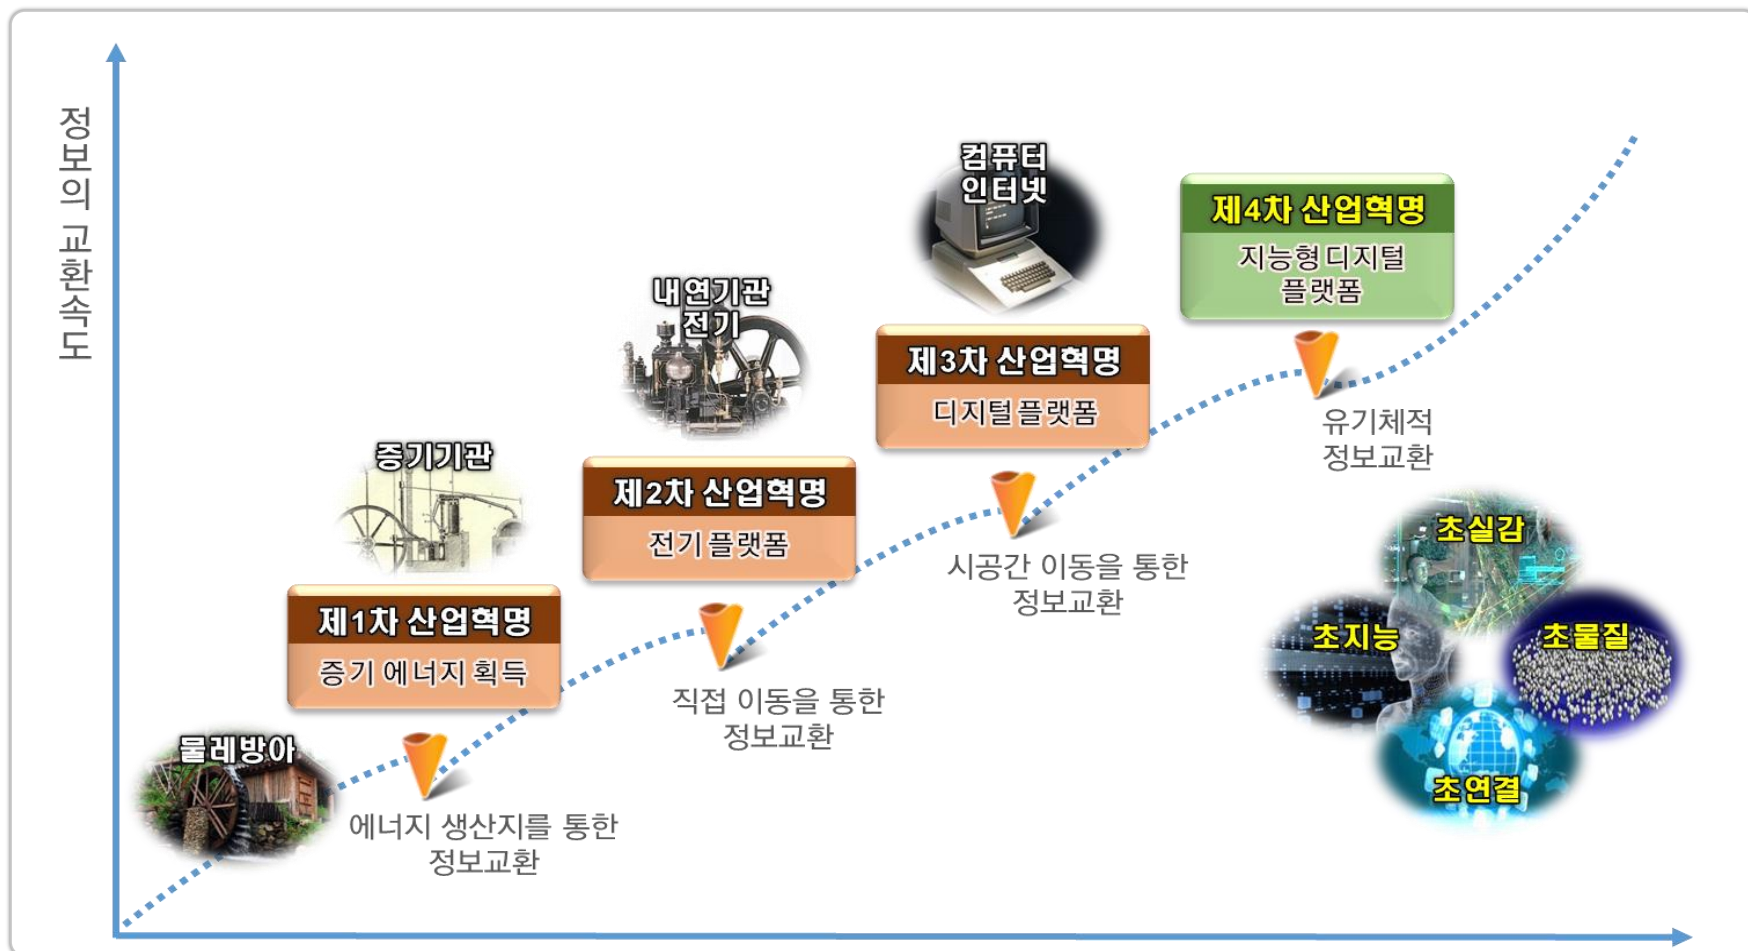 정보의 교환속도
컴퓨터
인터넷
제4차 산업혁명
지능형 디지털
플랫폼
내연기관
전기
제3차 산업혁명
디지털 플랫폼
유기체적
정보교환
증기기관
제2차 산업혁명
전기 플랫폼
시공간 이동을 통한
정보교환
초실감
초지능
초물질
초연결
제1차 산업혁명
증기 에너지 획득
직접 이동을 통한
정보교환
물레방아
에너지 생산지를 통한
정보교환